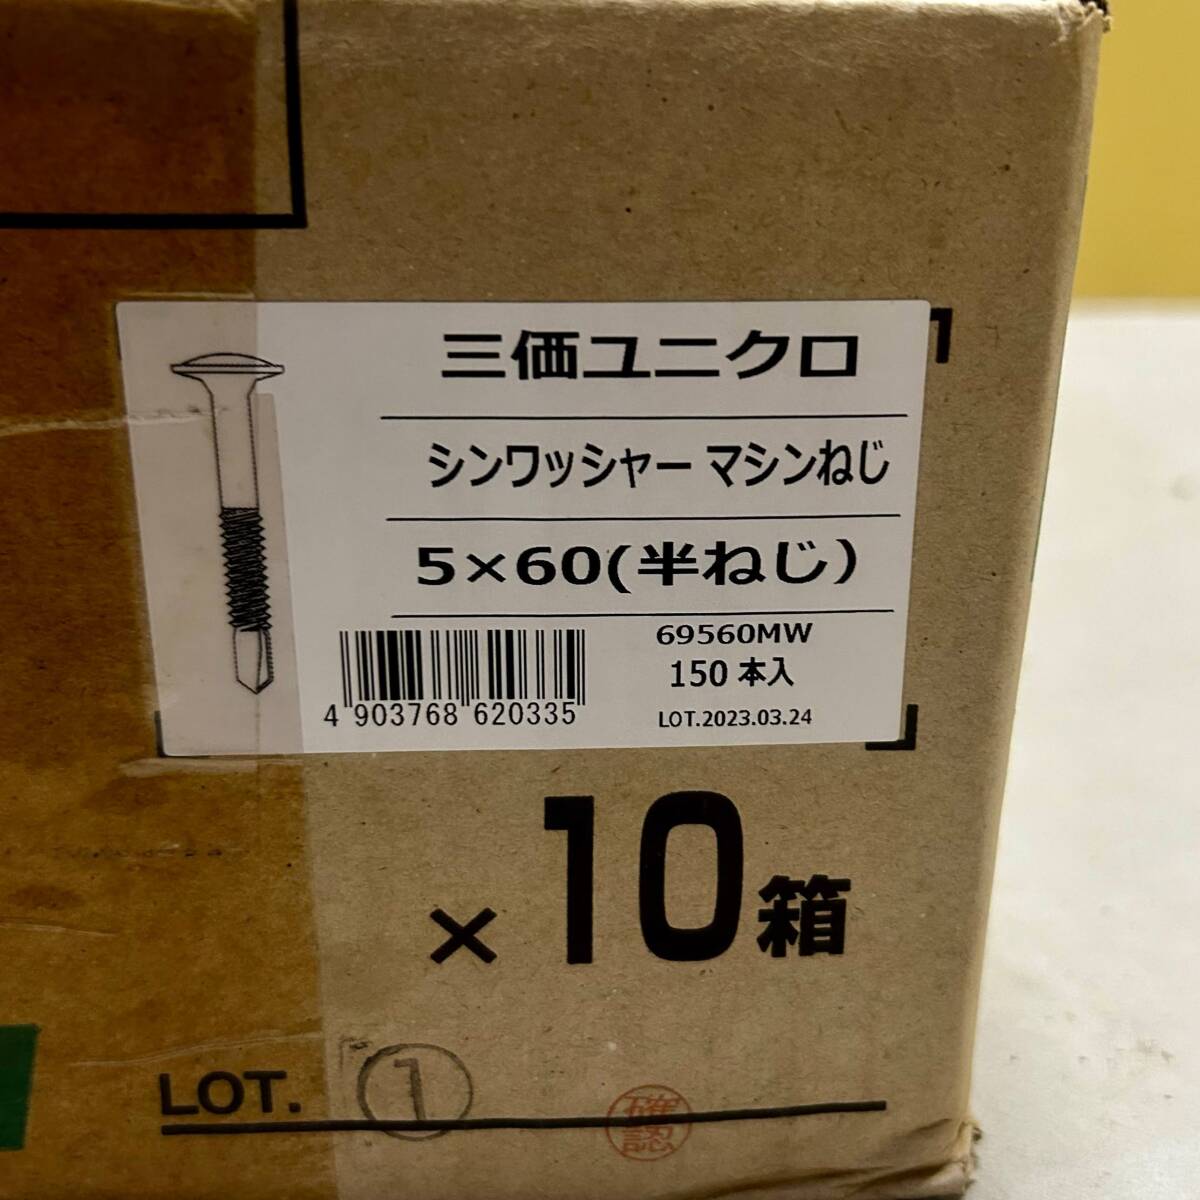 三価ユニクロ
シンワッシャー マシンねじ
5×60(半ねじ）
69560MW
150 本入
4 903768 620335
LOT.2023.03.24
×10箱
LOT.
1
確認